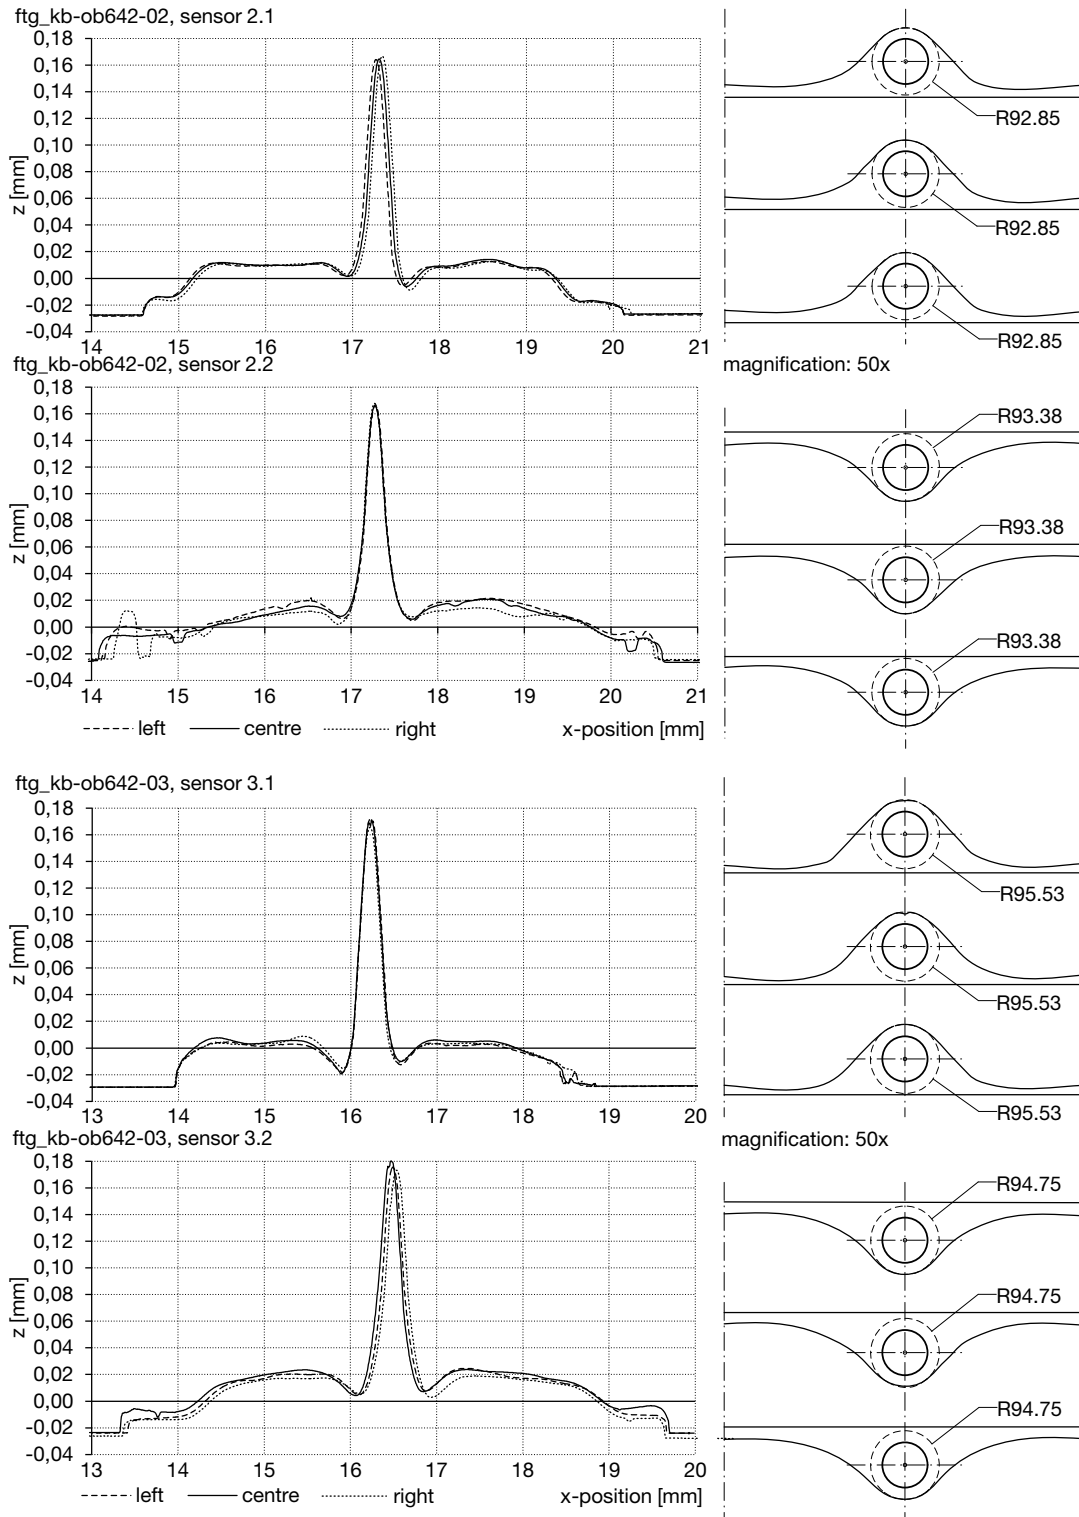 ftg_kb-ob642-02, sensor 2.1
0,18
0,16
0,14
0,12
0,10
0,08
0,06
0,04
0,02
0,00
-0,02
-0,04
z [mm]
14 15 16 17 18 19 20 21
R92.85
R92.85
R92.85
ftg_kb-ob642-02, sensor 2.2
magnification: 50x
0,18
0,16
0,14
0,12
0,10
0,08
0,06
0,04
0,02
0,00
-0,02
-0,04
z [mm]
14 15 16 17 18 19 20 21
left centre right x-position [mm]
R93.38
R93.38
R93.38
ftg_kb-ob642-03, sensor 3.1
0,18
0,16
0,14
0,12
0,10
0,08
0,06
0,04
0,02
0,00
-0,02
-0,04
z [mm]
13 14 15 16 17 18 19 20
R95.53
R95.53
R95.53
ftg_kb-ob642-03, sensor 3.2
magnification: 50x
0,18
0,16
0,14
0,12
0,10
0,08
0,06
0,04
0,02
0,00
-0,02
-0,04
z [mm]
13 14 15 16 17 18 19 20
left centre right x-position [mm]
R94.75
R94.75
R94.75